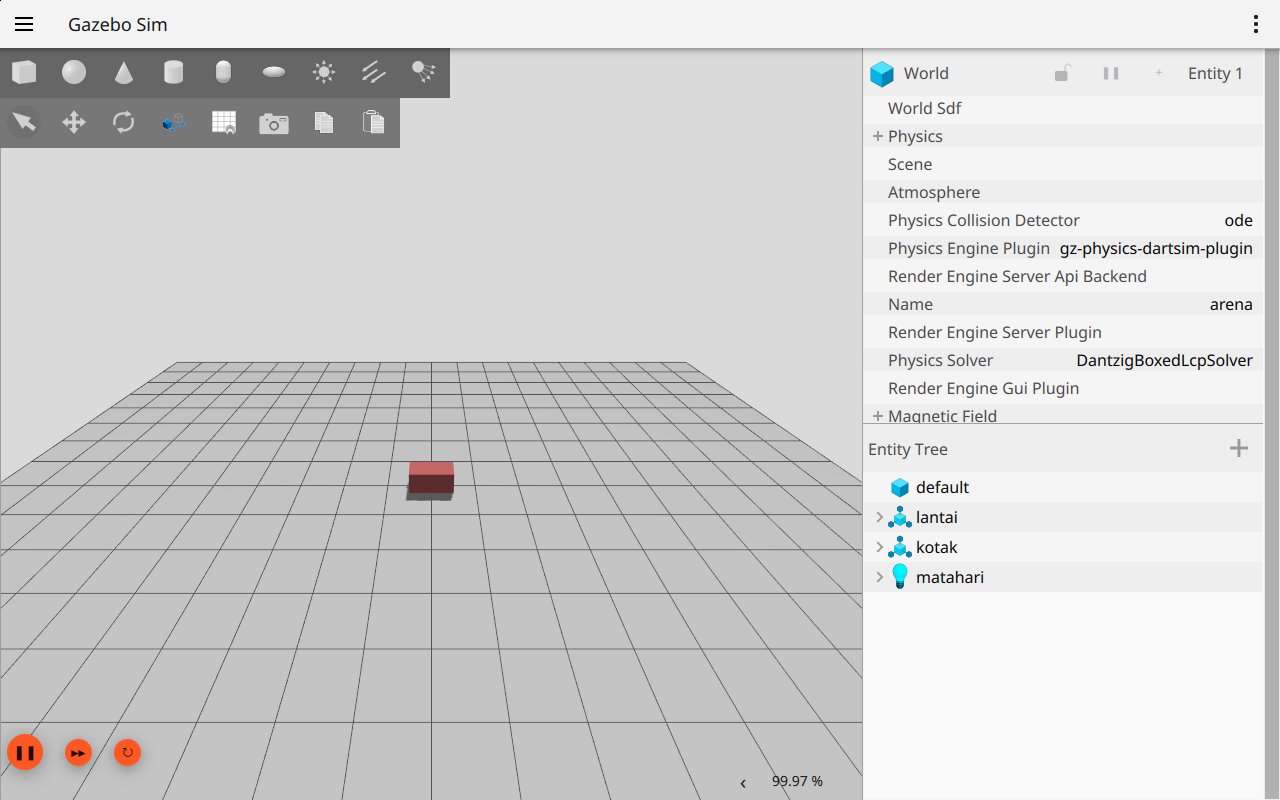 Gazebo Sim
World
Entity 1
World Sdf
Physics
Scene
Atmosphere
Physics Collision Detector ode
Physics Engine Plugin gz-physics-dartsim-plugin
Render Engine Server Api Backend
Name arena
Render Engine Server Plugin
Physics Solver DantzigBoxedLcpSolver
Render Engine Gui Plugin
Magnetic Field
Entity Tree
default
lantai
kotak
matahari
99.97 %